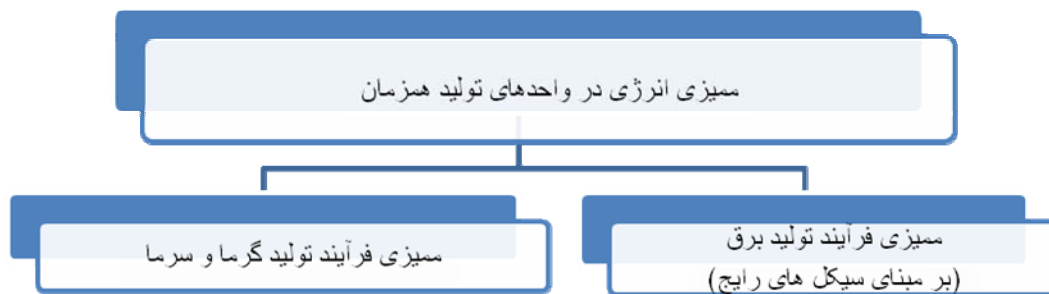 ممیزی انرژی در واحدهای تولید همزمان
ممیزی فرآیند تولید برق
(بر مبنای سیکل های رایج)
ممیزی فرآیند تولید گرما و سرما